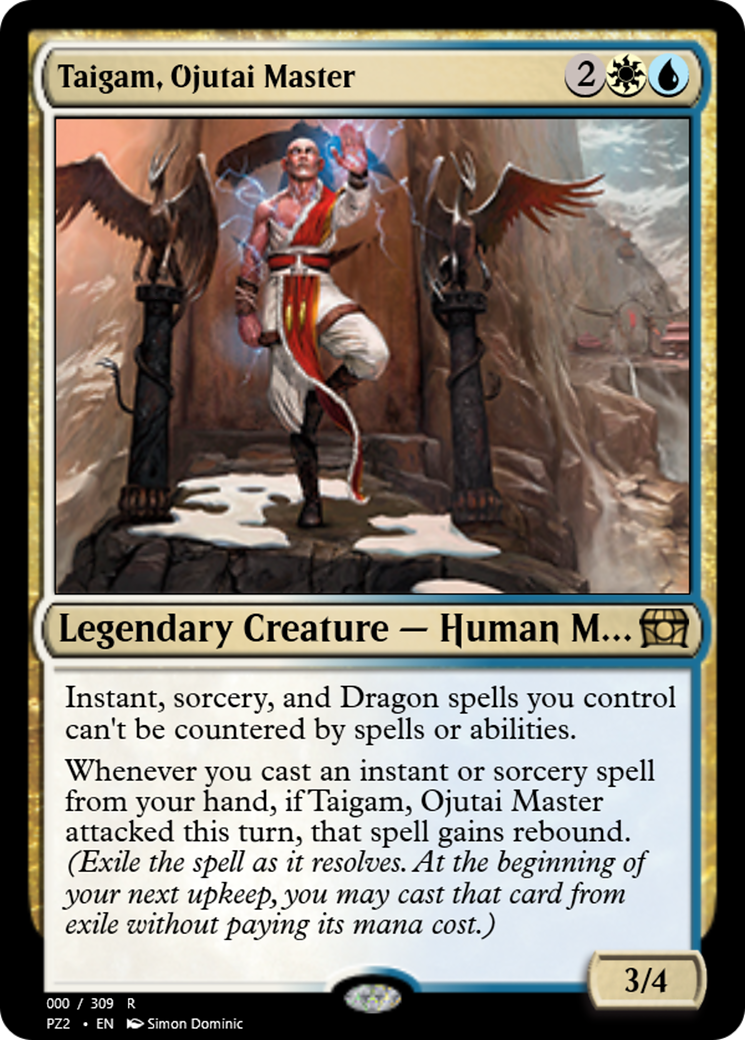 Taigam, Ojutai Master 2
Legendary Creature — Human M...
Instant, sorcery, and Dragon spells you control
can't be countered by spells or abilities.
Whenever you cast an instant or sorcery spell
from your hand, if Taigam, Ojutai Master
attacked this turn, that spell gains rebound.
(Exile the spell as it resolves. At the beginning of
your next upkeep, you may cast that card from
exile without paying its mana cost.)
3/4
000 / 309 R
PZ2 • EN Simon Dominic